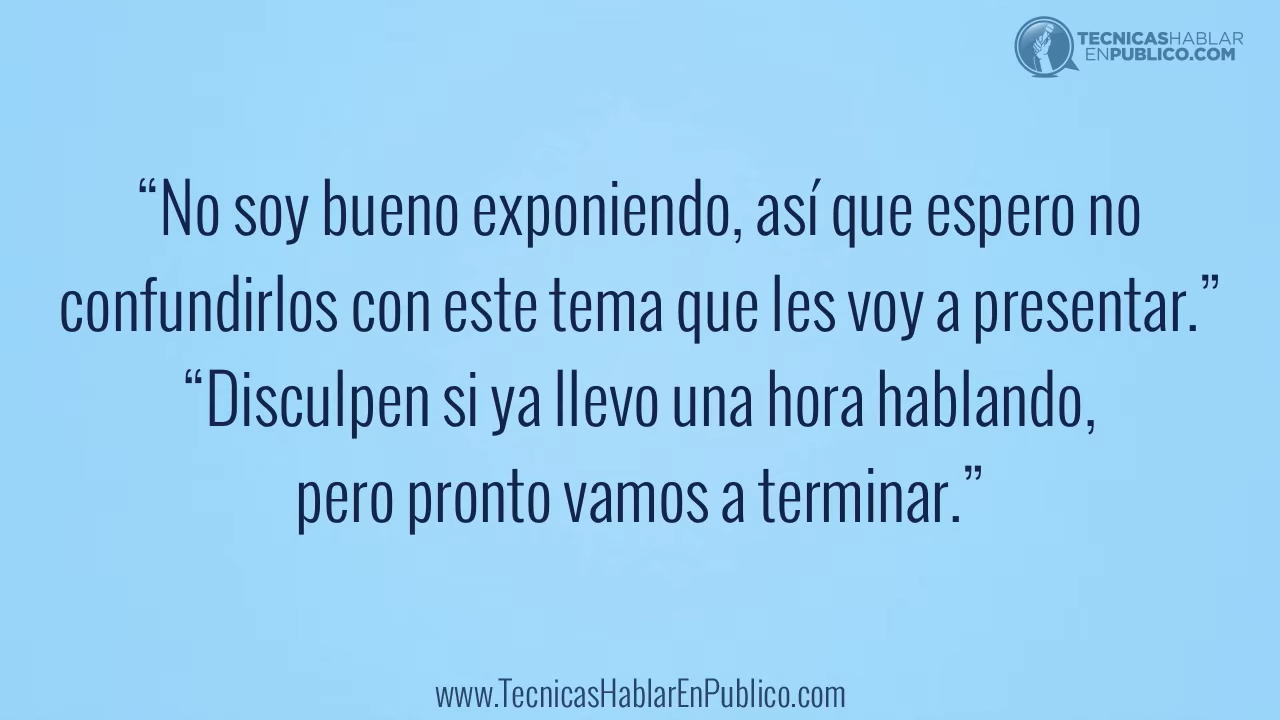 TECNICASHABLAR
ENPUBLICO.COM
“No soy bueno exponiendo, así que espero no
confundirlos con este tema que les voy a presentar.”
“Disculpen si ya llevo una hora hablando,
pero pronto vamos a terminar.”
www.TecnicasHablarEnPublico.com